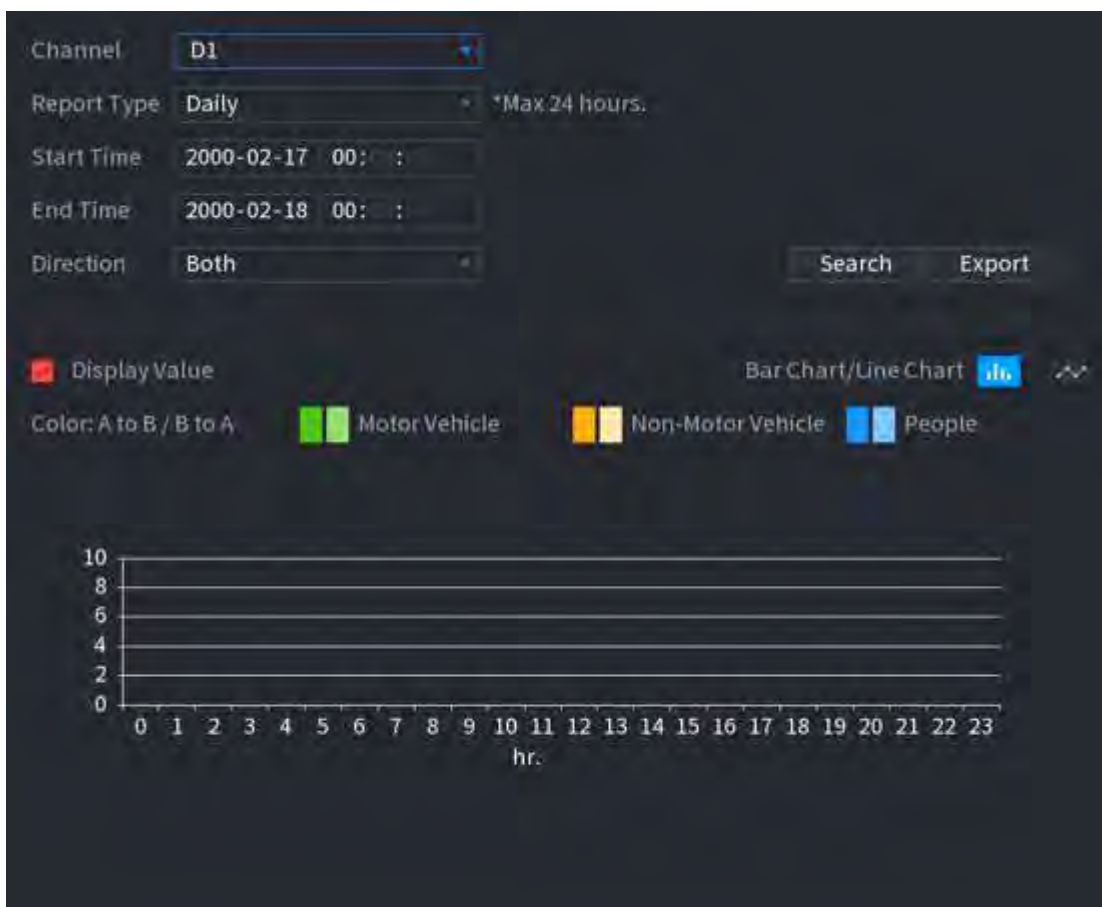 Channel D1
Report Type Daily *Max 24 hours.
Start Time 2000-02-17 00: :
End Time 2000-02-18 00: :
Direction Both Search Export
Display Value Bar Chart/Line Chart
Color: A to B / B to A Motor Vehicle Non-Motor Vehicle People
10
8
6
4
2
0
0 1 2 3 4 5 6 7 8 9 10 11 12 13 14 15 16 17 18 19 20 21 22 23
hr.